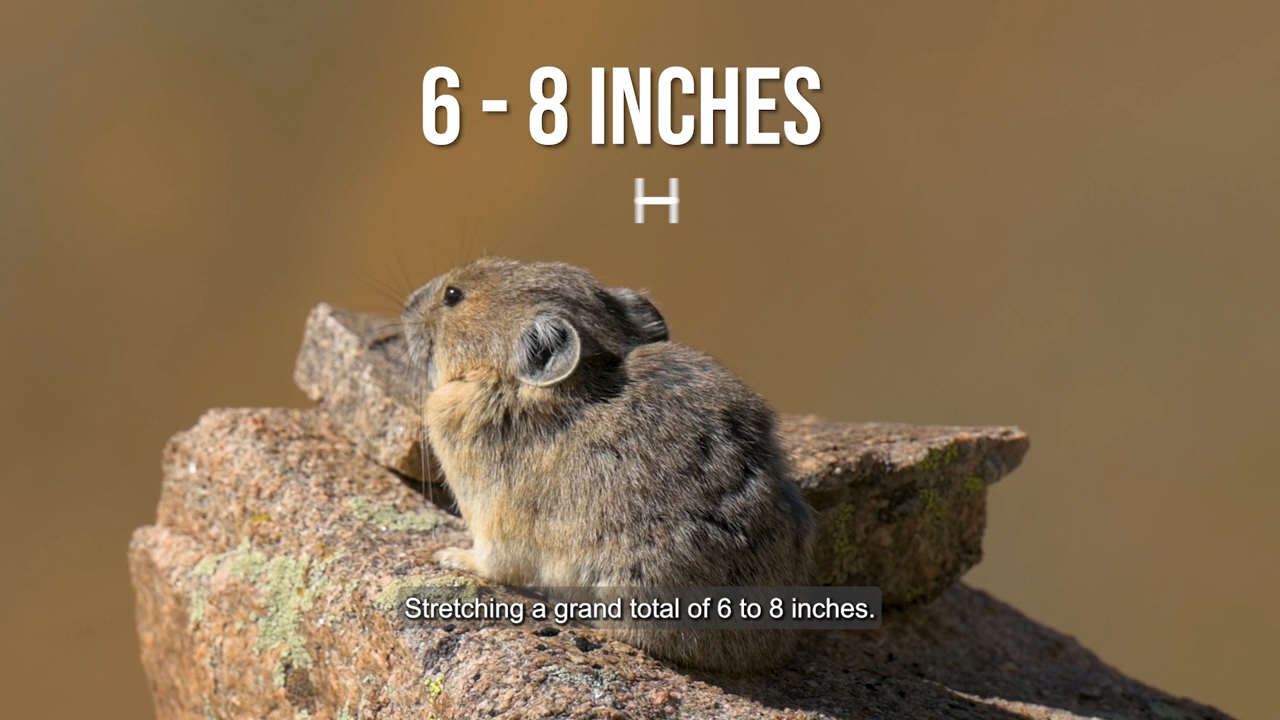 6 - 8 INCHES
Stretching a grand total of 6 to 8 inches.